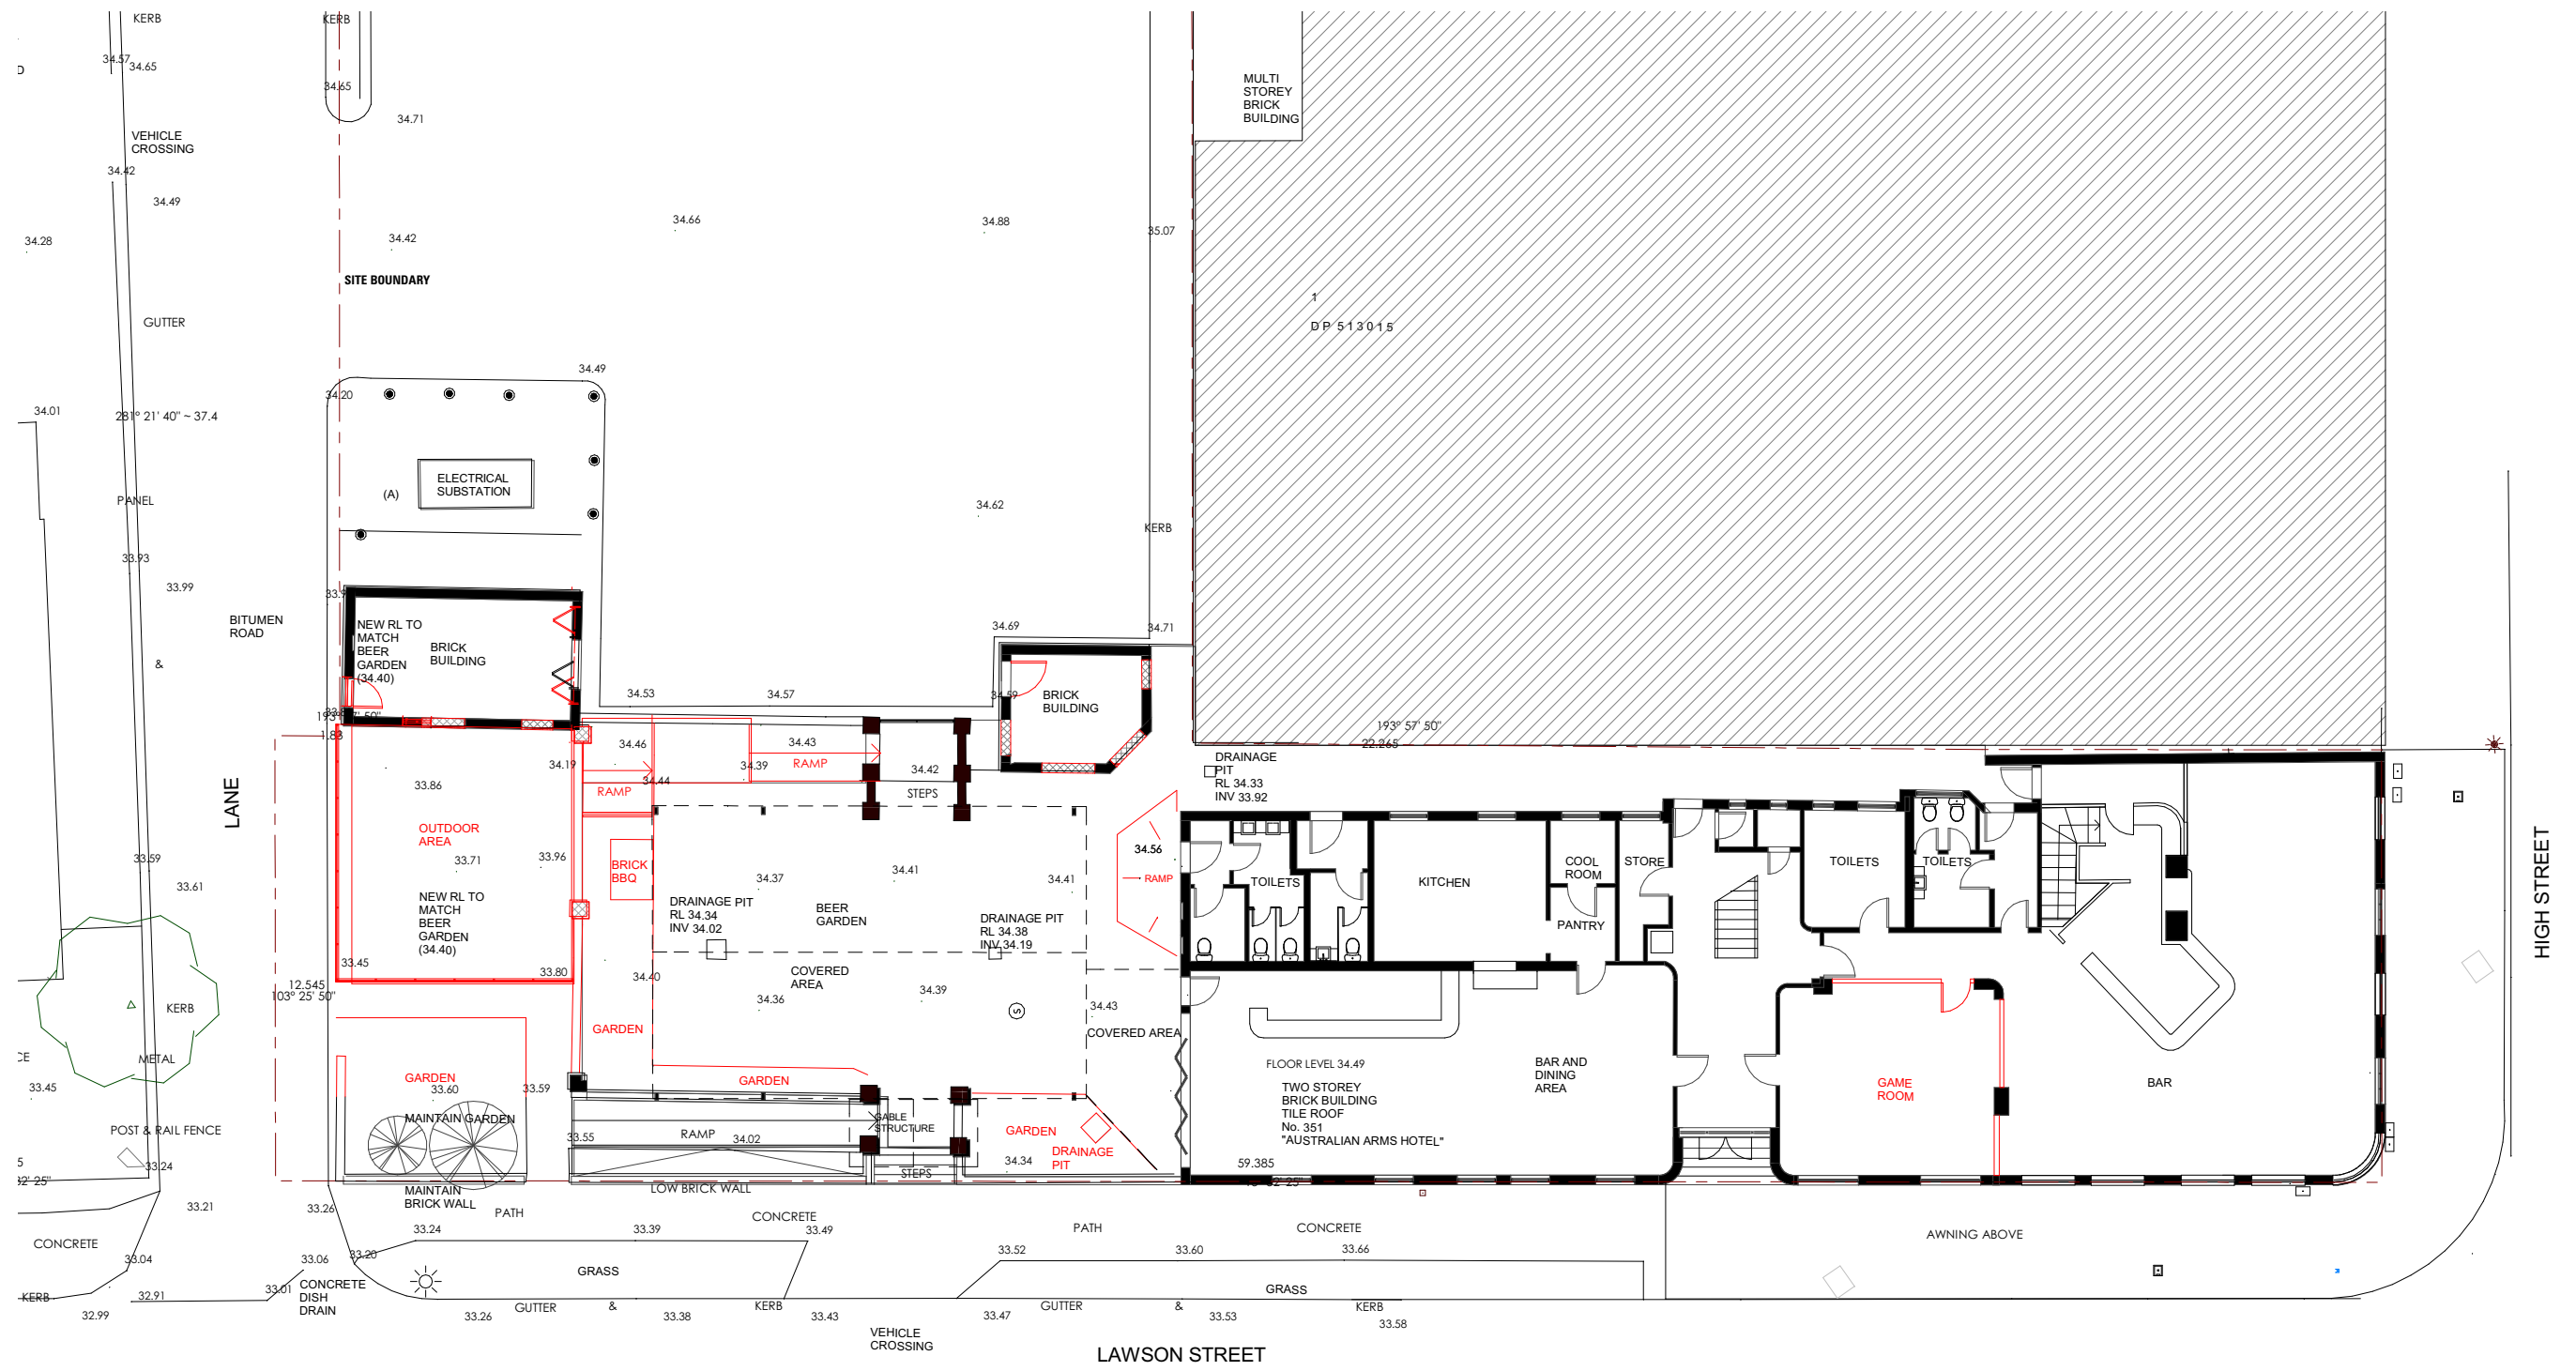 KERB
KERB
34.57
34.65
D
34.65
34.71
VEHICLE
CROSSING
MULTI
STOREY
BRICK
BUILDING
34.42
34.49
34.28
34.42
34.66
34.88
35.07
SITE BOUNDARY
GUTTER
1
DP 513015
34.49
34.20
34.01
281° 21' 40" ~ 37.4
ELECTRICAL
SUBSTATION
(A)
PANEL
34.62
KERB
33.93
33.99
BITUMEN
ROAD
NEW RL TO
MATCH
BEER
GARDEN
(34.40)
BRICK
BUILDING
&
34.69
34.71
34.53
34.57
34.59
BRICK
BUILDING
1.83
193° 57' 50"
22.265
34.46
34.43
RAMP
34.19
34.44
34.39
34.42
STEPS
RAMP
DRAINAGE
PIT
RL 34.33
INV 33.92
33.86
LANE
OUTDOOR
AREA
33.71
33.96
BRICK
BBQ
34.37
34.41
34.41
34.56
RAMP
TOILETS
KITCHEN
COOL
ROOM
STORE
PANTRY
TOILETS
TOILETS
HIGH STREET
33.59
33.61
NEW RL TO
MATCH
BEER
GARDEN
(34.40)
DRAINAGE PIT
RL 34.34
INV 34.02
BEER
GARDEN
DRAINAGE PIT
RL 34.38
INV 34.19
33.45
33.80
34.40
COVERED
AREA
34.36
34.39
34.43
12.545
103° 25' 50"
KERB
GARDEN
COVERED AREA
METAL
CE
33.45
GARDEN
33.60
33.59
GARDEN
FLOOR LEVEL 34.49
BAR AND
DINING
AREA
GAME
ROOM
BAR
TWO STOREY
BRICK BUILDING
TILE ROOF
No. 351
"AUSTRALIAN ARMS HOTEL"
MAINTAIN GARDEN
GABLE
STRUCTURE
POST & RAIL FENCE
33.55
RAMP
34.02
GARDEN
DRAINAGE
PIT
33.24
34.34
STEPS
59.385
MAINTAIN
BRICK WALL
LOW BRICK WALL
33.21
33.26
PATH
CONCRETE
33.24
33.39
33.49
PATH
CONCRETE
AWNING ABOVE
CONCRETE
33.04
33.06
33.20
33.52
33.60
33.66
GRASS
GRASS
KERB
32.91
33.01
CONCRETE
DISH
DRAIN
32.99
33.26
GUTTER
&
33.38
KERB
33.43
33.47
GUTTER
&
33.53
KERB
33.58
VEHICLE
CROSSING
LAWSON STREET